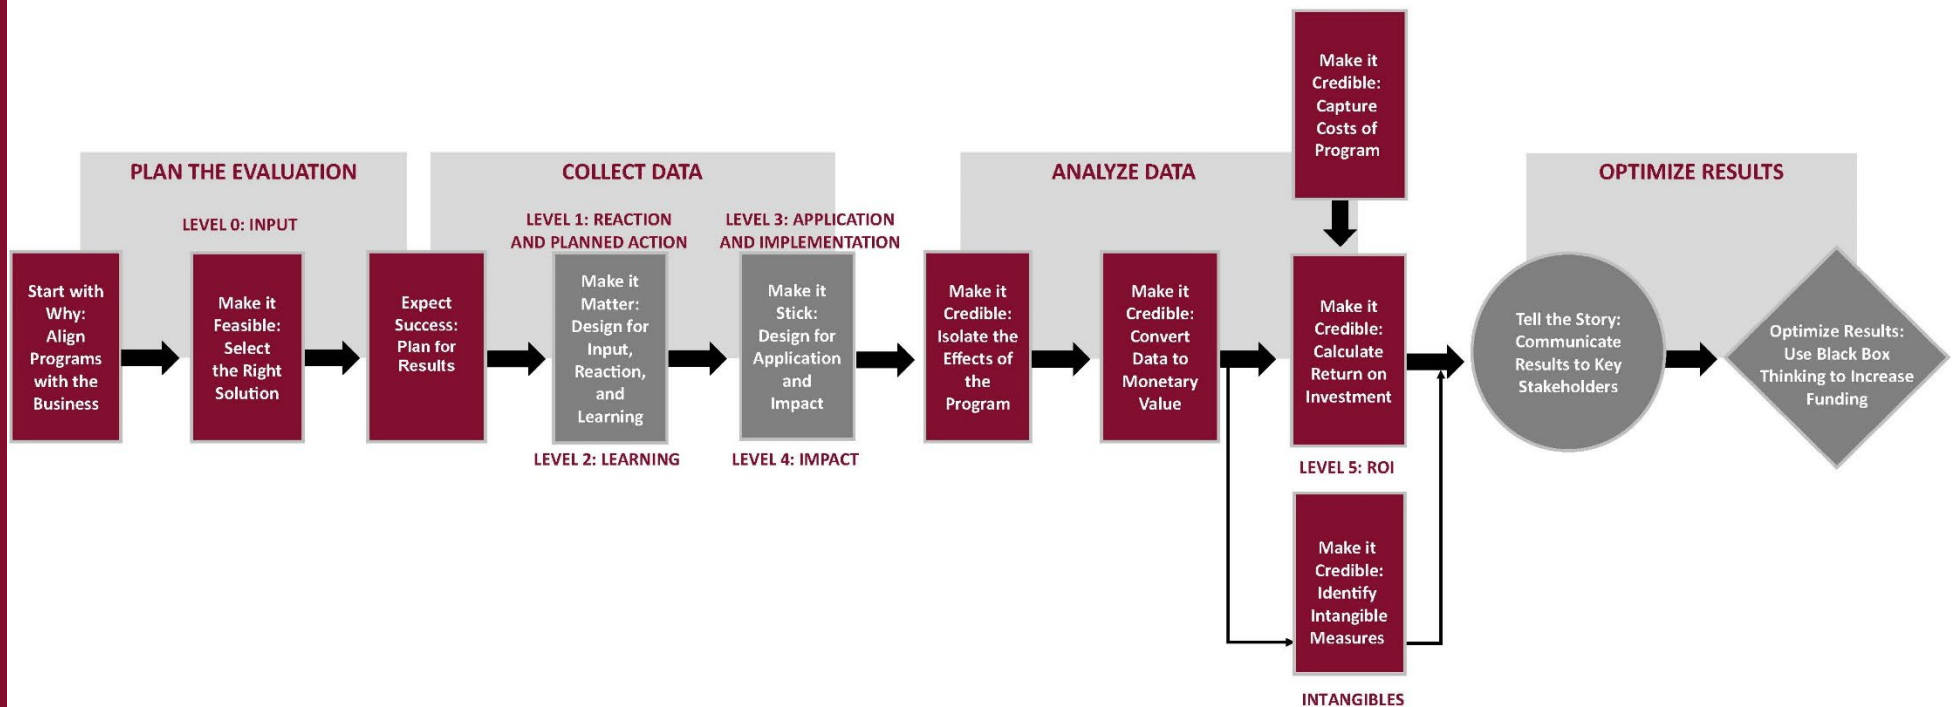 PLAN THE EVALUATION
LEVEL 0: INPUT
Start with
Why:
Align
Programs
with the
Business
Make it
Feasible:
Select
the Right
Solution
Expect
Success:
Plan for
Results
COLLECT DATA
LEVEL 1: REACTION
AND PLANNED ACTION
Make it
Matter:
Design for
Input,
Reaction,
and
Learning
LEVEL 2: LEARNING
LEVEL 3: APPLICATION
AND IMPLEMENTATION
Make it
Stick:
Design for
Application
and
Impact
LEVEL 4: IMPACT
ANALYZE DATA
Make it
Credible:
Isolate the
Effects of
the
Program
Make it
Credible:
Convert
Data to
Monetary
Value
Make it
Credible:
Capture
Costs of
Program
Make it
Credible:
Calculate
Return on
Investment
LEVEL 5: ROI
Make it
Credible:
Identify
Intangible
Measures
INTANGIBLES
OPTIMIZE RESULTS
Tell the Story:
Communicate
Results to Key
Stakeholders
Optimize Results:
Use Black Box
Thinking to Increase
Funding